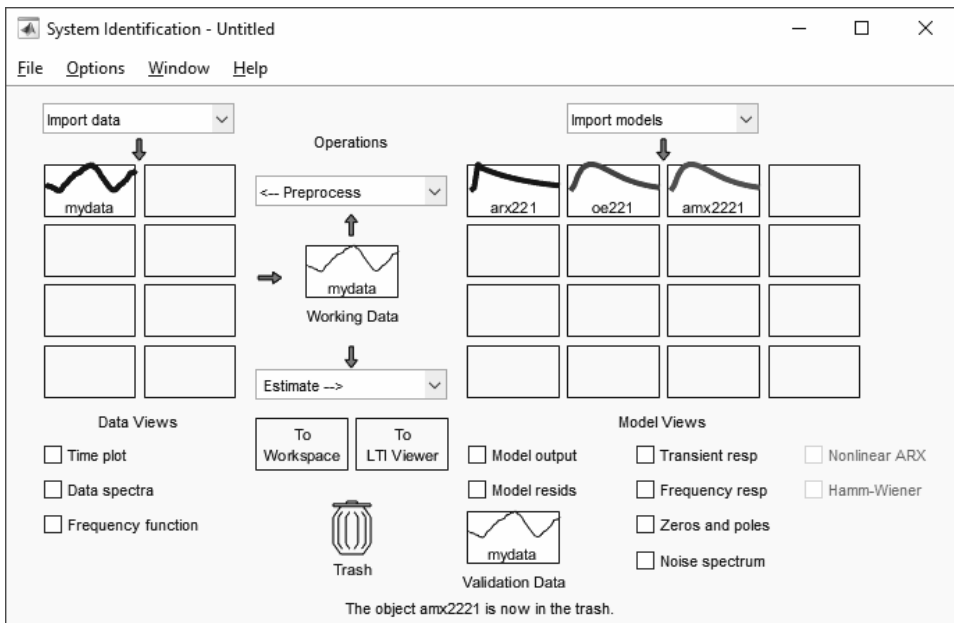 System Identification - Untitled
File Options Window Help
Import data
Import models
Operations
mydata
<-- Preprocess
arx221
oe221
amx2221
mydata
Working Data
Estimate -->
Data Views
To Workspace
To LTI Viewer
Model Views
Time plot
Data spectra
Frequency function
Trash
Model output
Model resids
mydata
Validation Data
Transient resp
Frequency resp
Zeros and poles
Noise spectrum
Nonlinear ARX
Hamm-Wiener
The object amx2221 is now in the trash.